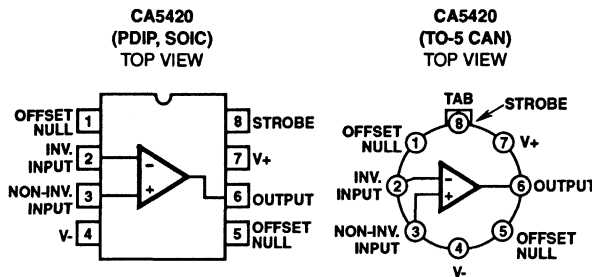 CA5420
(PDIP, SOIC)
TOP VIEW
OFFSET
NULL
1
8
STROBE
INV.
INPUT
2
–
7
V+
NON-INV.
INPUT
3
+
6
OUTPUT
V-
4
5
OFFSET
NULL
CA5420
(TO-5 CAN)
TOP VIEW
TAB
STROBE
8
OFFSET
NULL
1
7
V+
INV.
INPUT
2
–
+
6
OUTPUT
NON-INV.
INPUT
3
5
OFFSET
NULL
4
V-